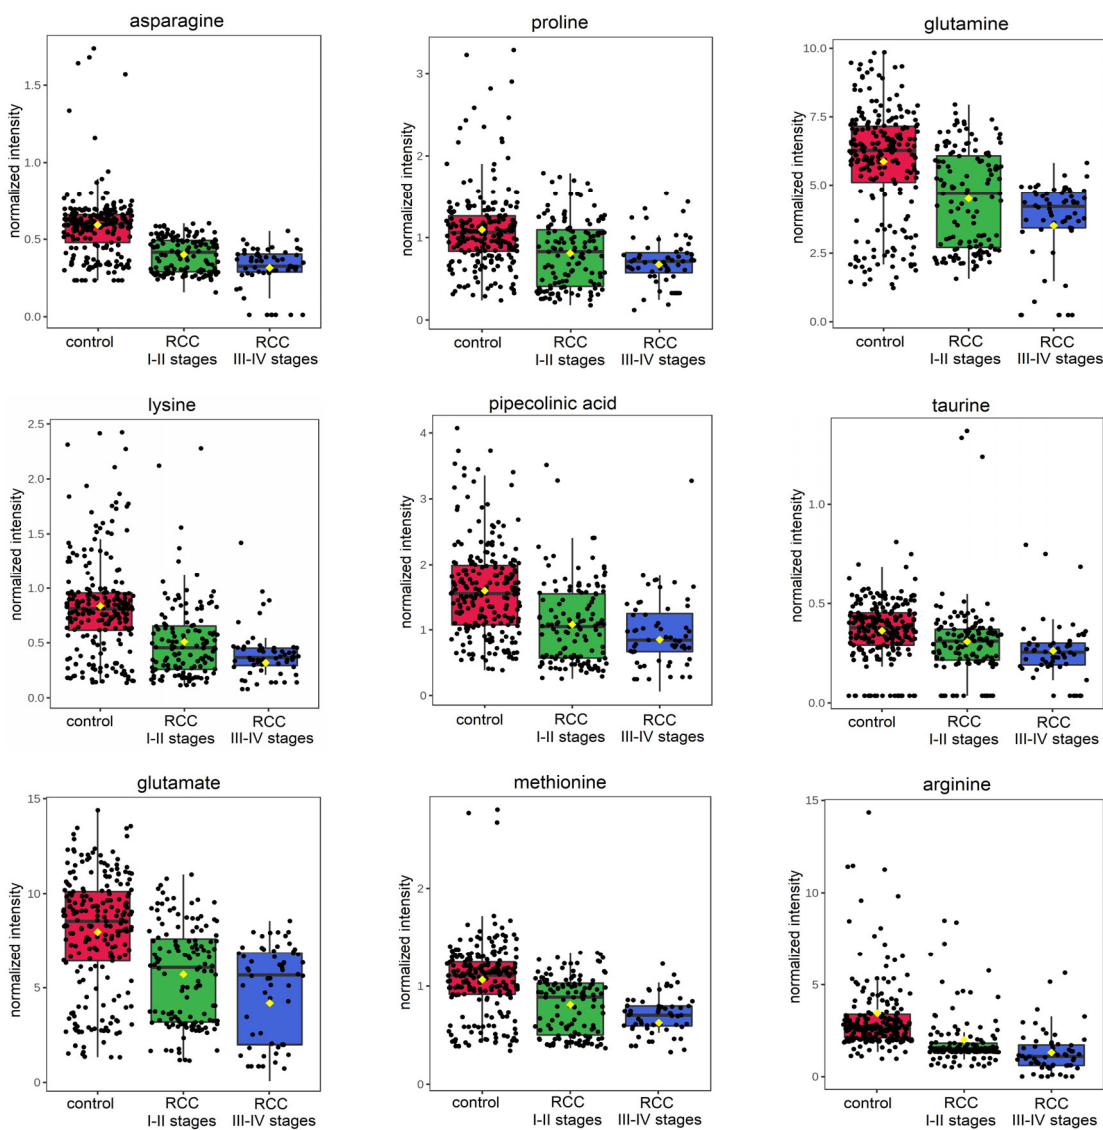 asparagine
proline
glutamine
normalized intensity
1.5
1.0
0.5
0.0
control
RCC
I-II stages
RCC
III-IV stages
normalized intensity
3
2
1
0
control
RCC
I-II stages
RCC
III-IV stages
normalized intensity
10.0
7.5
5.0
2.5
0.0
control
RCC
I-II stages
RCC
III-IV stages
lysine
pipecolinic acid
taurine
normalized intensity
2.5
2.0
1.5
1.0
0.5
0.0
control
RCC
I-II stages
RCC
III-IV stages
normalized intensity
4
3
2
1
0
control
RCC
I-II stages
RCC
III-IV stages
normalized intensity
1.0
0.5
0.0
control
RCC
I-II stages
RCC
III-IV stages
glutamate
methionine
arginine
normalized intensity
15
10
5
0
control
RCC
I-II stages
RCC
III-IV stages
normalized intensity
2
1
0
control
RCC
I-II stages
RCC
III-IV stages
normalized intensity
15
10
5
0
control
RCC
I-II stages
RCC
III-IV stages